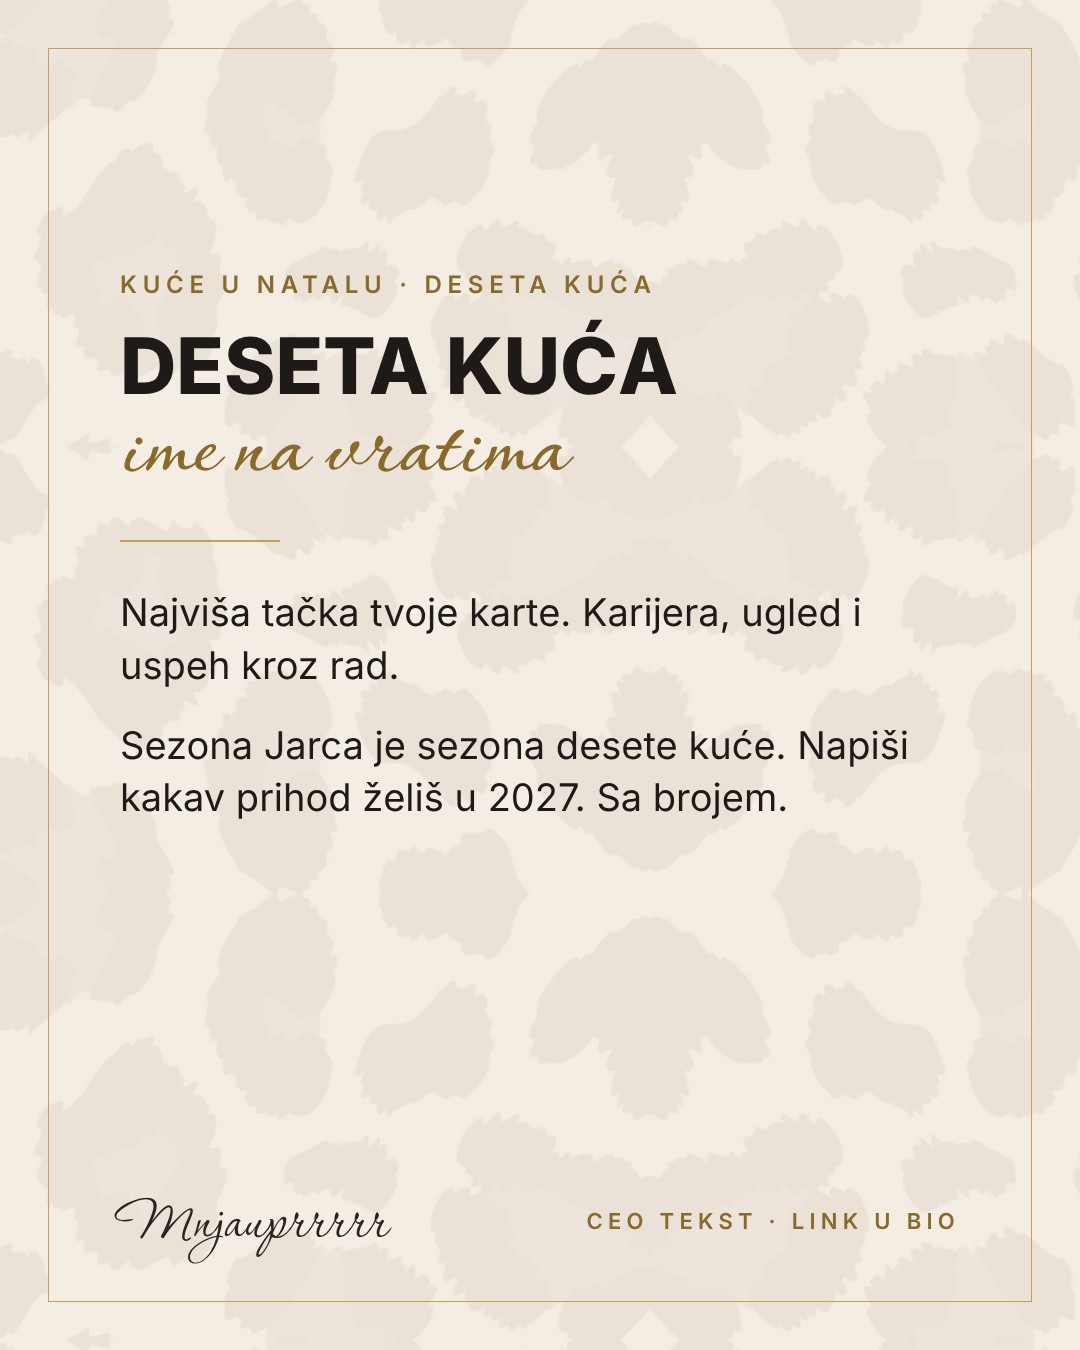 KUĆE U NATALU · DESETA KUĆA
DESETA KUĆA
ime na vratima
Najviša tačka tvoje karte. Karijera, ugled i
uspeh kroz rad.
Sezona Jarca je sezona desete kuće. Napiši
kakav prihod želiš u 2027. Sa brojem.
Mnjauprrrrr
CEO TEKST · LINK U BIO